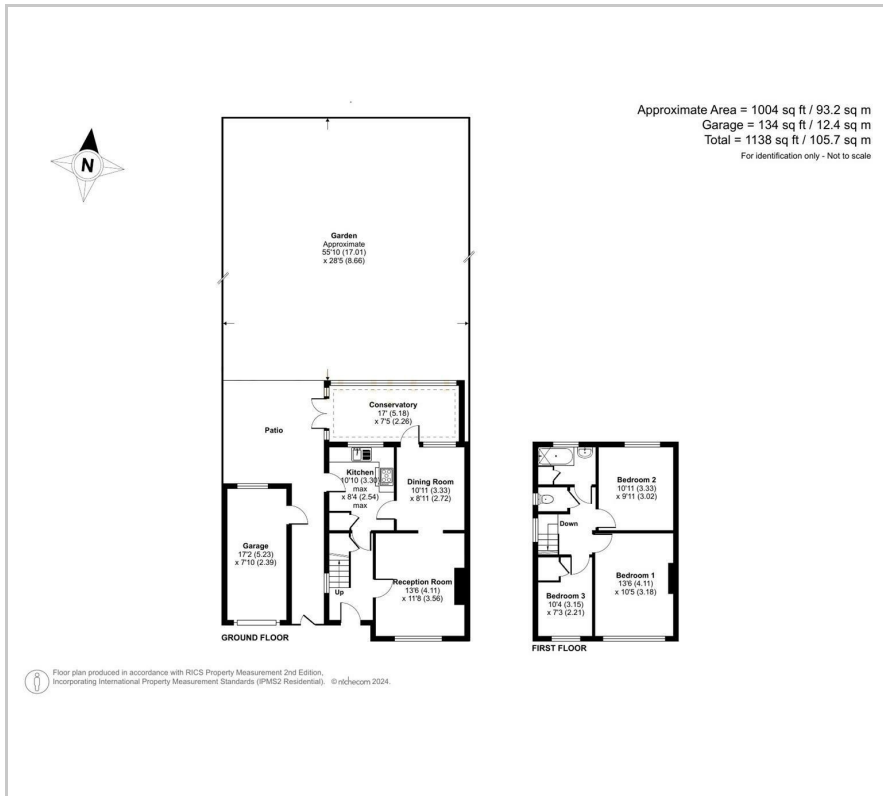 Approximate Area = 1004 sq ft / 93.2 sq m
Garage = 134 sq ft / 12.4 sq m
Total = 1138 sq ft / 105.7 sq m
For identification only - Not to scale
N
Garden
Approximate
55'10 (17.01)
x 28'5 (8.66)
Conservatory
17' (5.18)
x 7'5 (2.26)
Patio
Kitchen
10'10 (3.30)
max
x 8'4 (2.54)
max
Dining Room
10'11 (3.33)
x 8'11 (2.72)
Garage
17'2 (5.23)
x 7'10 (2.39)
Up
Reception Room
13'6 (4.11)
x 11'8 (3.56)
GROUND FLOOR
Bedroom 2
10'11 (3.33)
x 9'11 (3.02)
Down
Bedroom 1
13'6 (4.11)
x 10'5 (3.18)
Bedroom 3
10'4 (3.15)
x 7'3 (2.21)
FIRST FLOOR
Floor plan produced in accordance with RICS Property Measurement 2nd Edition,
Incorporating International Property Measurement Standards (IPMS2 Residential). © nichecom 2024.